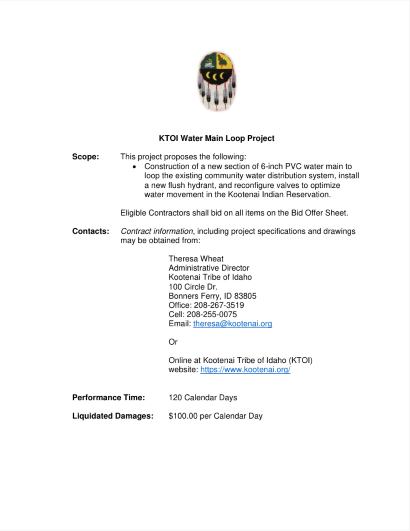 KTOI Water Main Loop Project
Scope: This project proposes the following:
• Construction of a new section of 6-inch PVC water main to
loop the existing community water distribution system, install
a new flush hydrant, and reconfigure valves to optimize
water movement in the Kootenai Indian Reservation.
Eligible Contractors shall bid on all items on the Bid Offer Sheet.
Contacts: Contract information, including project specifications and drawings
may be obtained from:
Theresa Wheat
Administrative Director
Kootenai Tribe of Idaho
100 Circle Dr.
Bonners Ferry, ID 83805
Office: 208-267-3519
Cell: 208-255-0075
Email: theresa@kootenai.org
Or
Online at Kootenai Tribe of Idaho (KTOI)
website: https://www.kootenai.org/
Performance Time: 120 Calendar Days
Liquidated Damages: $100.00 per Calendar Day